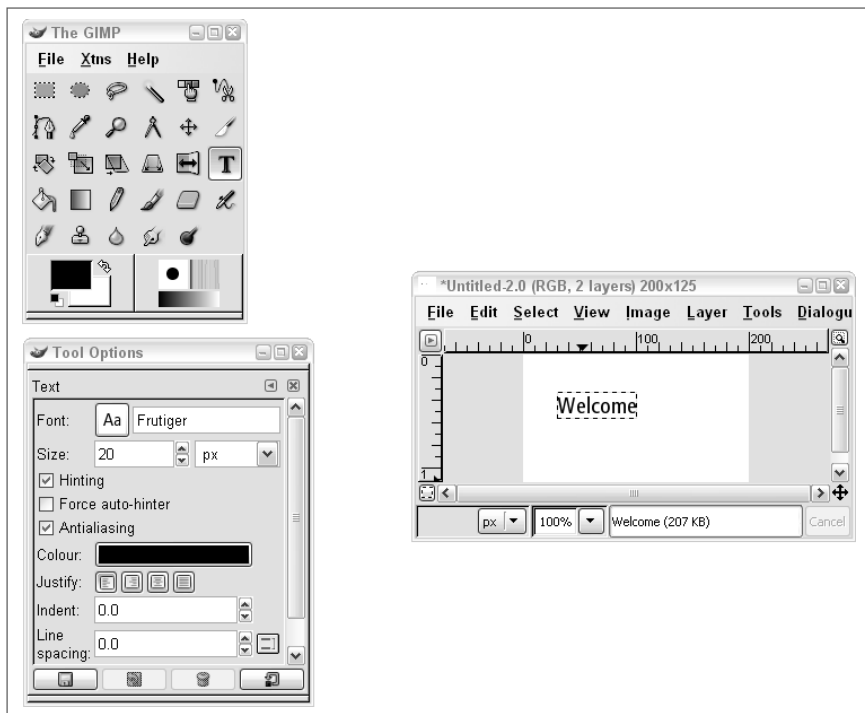 The GIMP
File Xtns Help
T
Tool Options
Text
Font: Aa Frutiger
Size: 20 px
Hinting
Force auto-hinter
Antialiasing
Colour:
Justify:
Indent: 0.0
Line spacing: 0.0
*Untitled-2.0 (RGB, 2 layers) 200x125
File Edit Select View Image Layer Tools Dialogu
0 100 200
0
Welcome
1
px 100% Welcome (207 KB) Cancel